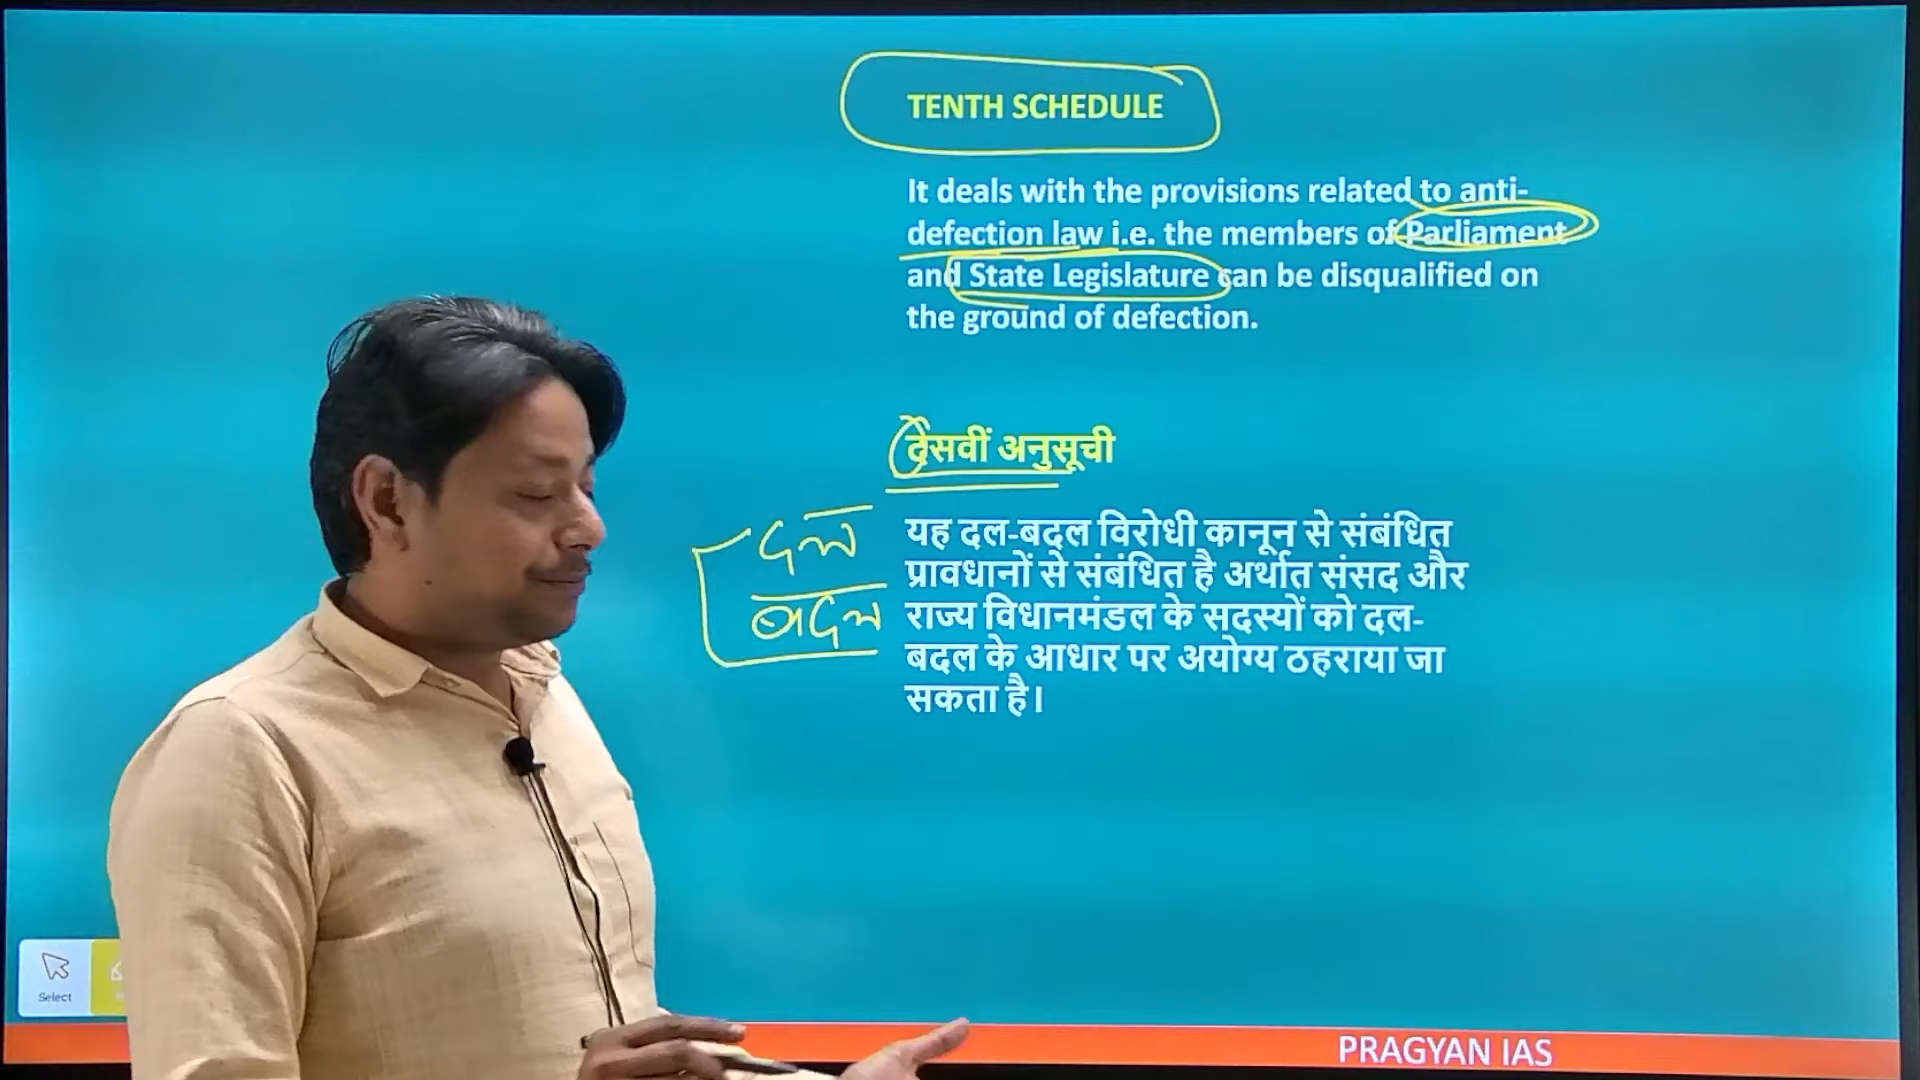 TENTH SCHEDULE
It deals with the provisions related to anti-
defection law i.e. the members of Parliament
and State Legislature can be disqualified on
the ground of defection.
दसवीं अनुसूची
दल
बदल
यह दल-बदल विरोधी कानून से संबंधित
प्रावधानों से संबंधित है अर्थात संसद और
राज्य विधानमंडल के सदस्यों को दल-
बदल के आधार पर अयोग्य ठहराया जा
सकता है।
Select
PRAGYAN IAS